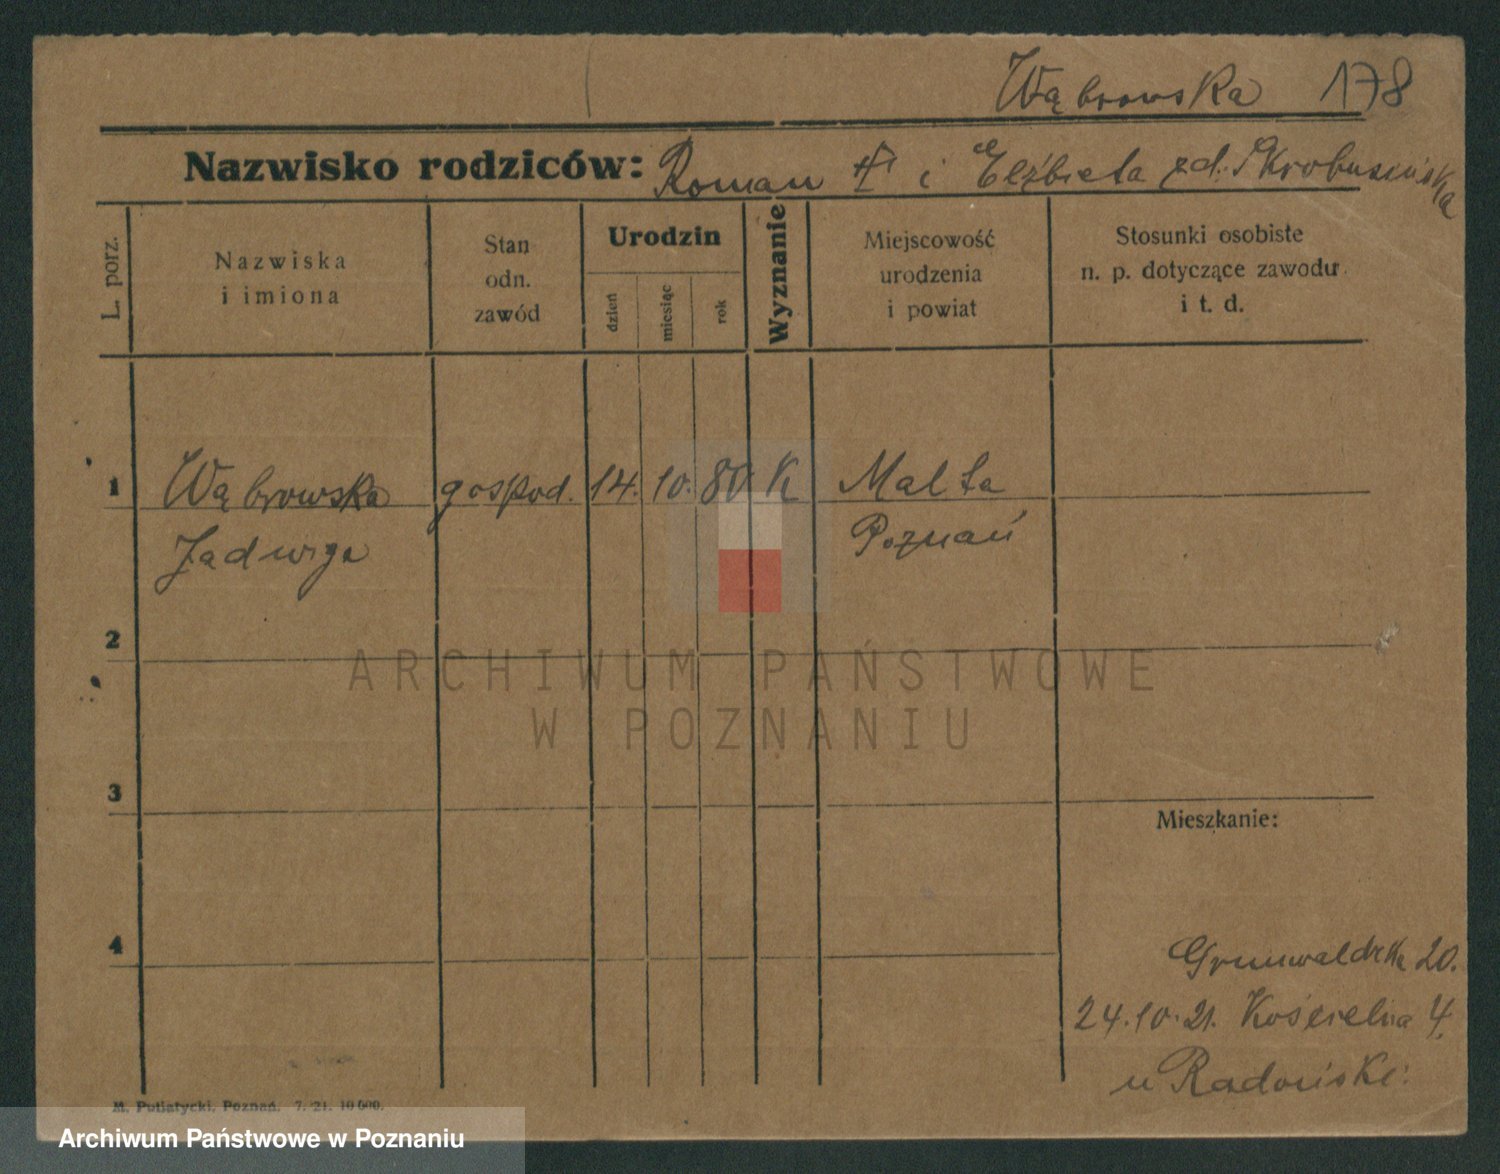 Wąbrowska 178
Nazwisko rodziców: Roman i Elżbieta zd.
L. porz.
Nazwiska
i imiona
Stan
odn.
zawód
Urodzin
dzień
miesiąc
rok
Wyznanie
Miejscowość
urodzenia
i powiat
Stosunki osobiste
n. p. dotyczące zawodu
i t. d.
1 Wąbrowska gospod. 14. 10. 80. K Malta
Jadwiga Poznań
2
3
Mieszkanie:
4
Grunwaldzka 20.
24.10.21. Kościelna 4.
u
M. Putiatycki, Poznań. 7. 21. 10 000.
ARCHIWUM PAŃSTWOWE
W POZNANIU
Archiwum Państwowe w Poznaniu